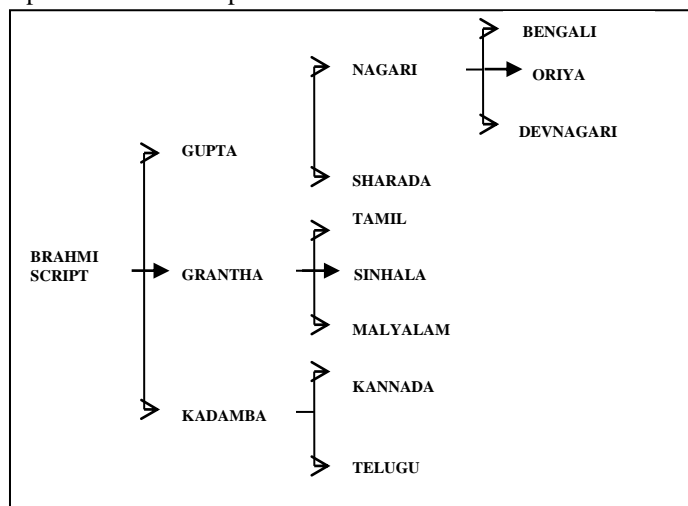 BENGALI
NAGARI
ORIYA
DEVNAGARI
GUPTA
SHARADA
TAMIL
BRAHMI
SCRIPT
GRANTHA
SINHALA
MALYALAM
KANNADA
KADAMBA
TELUGU